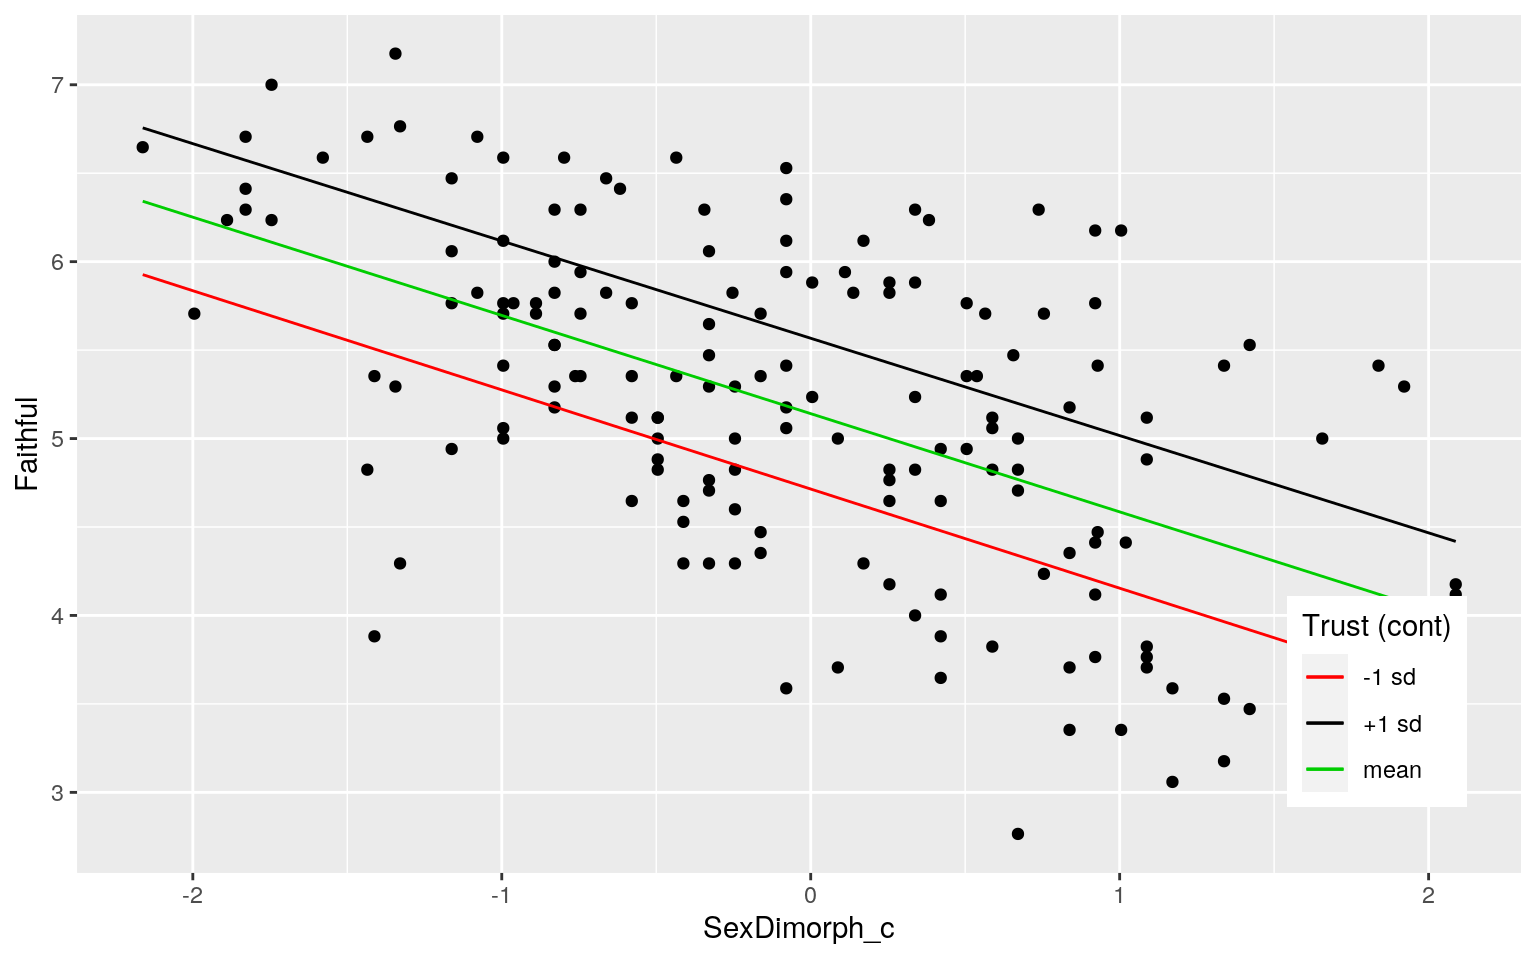 7
6
5
4
3
Faithful
-2
-1
0
1
2
SexDimorph_c
Trust (cont)
-1 sd
+1 sd
mean